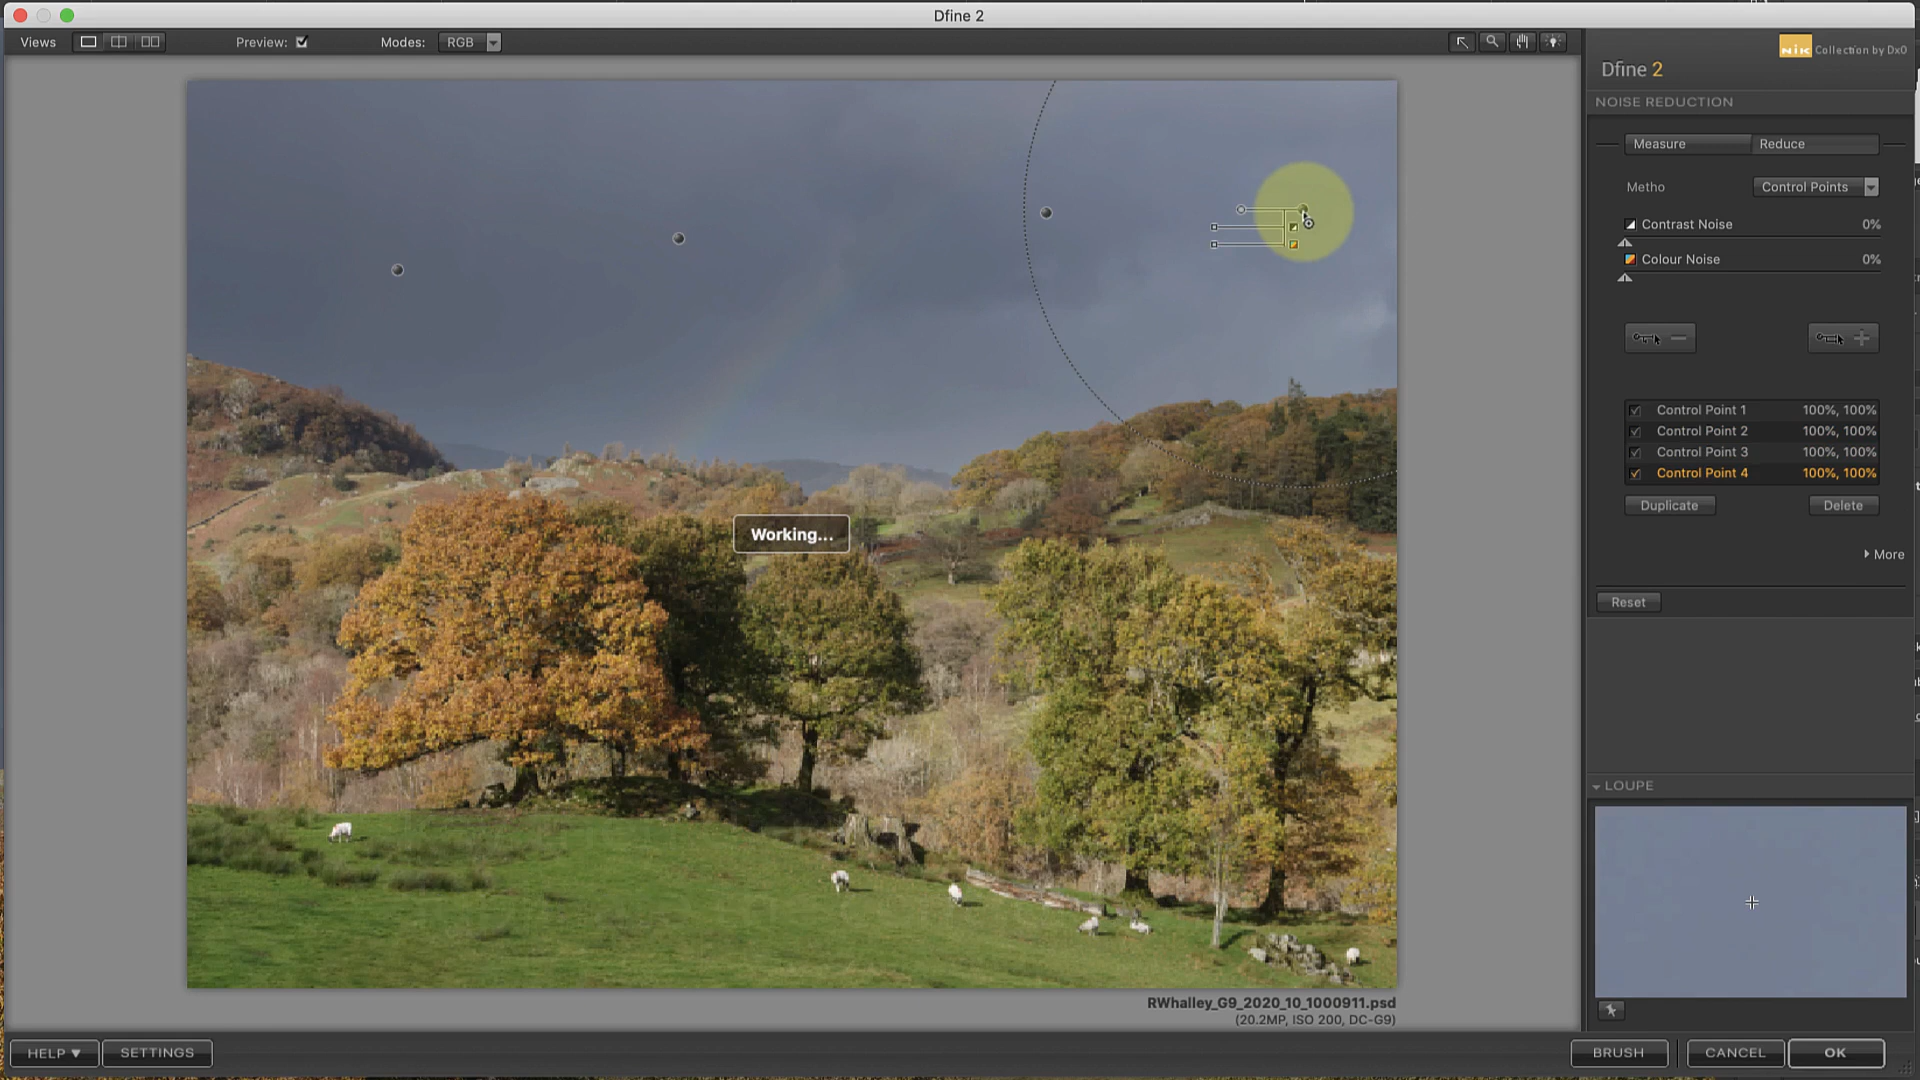 Dfine 2
Views
Preview:
Modes:
RGB
NIK Collection by DxO
Dfine 2
NOISE REDUCTION
Measure
Reduce
Metho
Control Points
Contrast Noise 0%
Colour Noise 0%
Control Point 1 100%, 100%
Control Point 2 100%, 100%
Control Point 3 100%, 100%
Control Point 4 100%, 100%
Duplicate
Delete
More
Working...
Reset
LOUPE
RWhalley_G9_2020_10_1000911.psd
(20.2MP, ISO 200, DC-G9)
HELP ▼
SETTINGS
BRUSH
CANCEL
OK